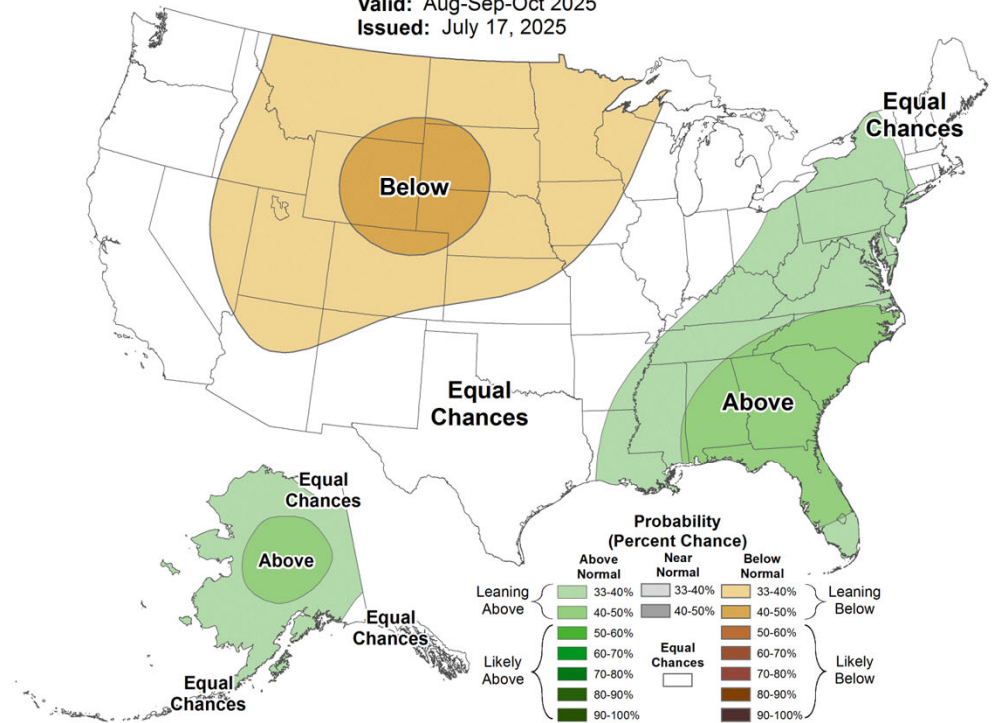 Valid: Aug-Sep-Oct 2025
Issued: July 17, 2025
Equal
Chances
Below
Equal
Chances
Above
Equal
Chances
Above
Equal
Chances
Equal
Chances
Probability
(Percent Chance)
Above
Normal
Near
Normal
Below
Normal
Leaning
Above
33-40%
33-40%
33-40%
Leaning
Below
40-50%
40-50%
40-50%
Likely
Above
50-60%
60-70%
70-80%
80-90%
90-100%
Equal
Chances
50-60%
60-70%
70-80%
80-90%
90-100%
Likely
Below